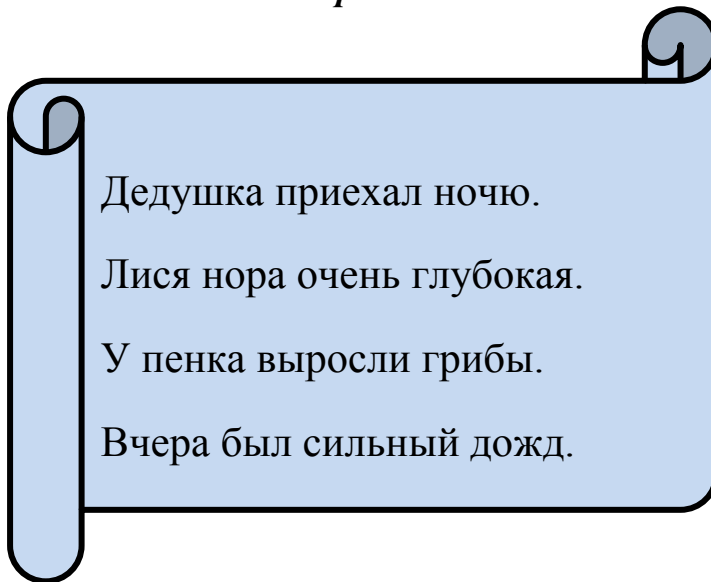 Дедушка приехал ночю.
Лися нора очень глубокая.
У пенка выросли грибы.
Вчера был сильный дожд.